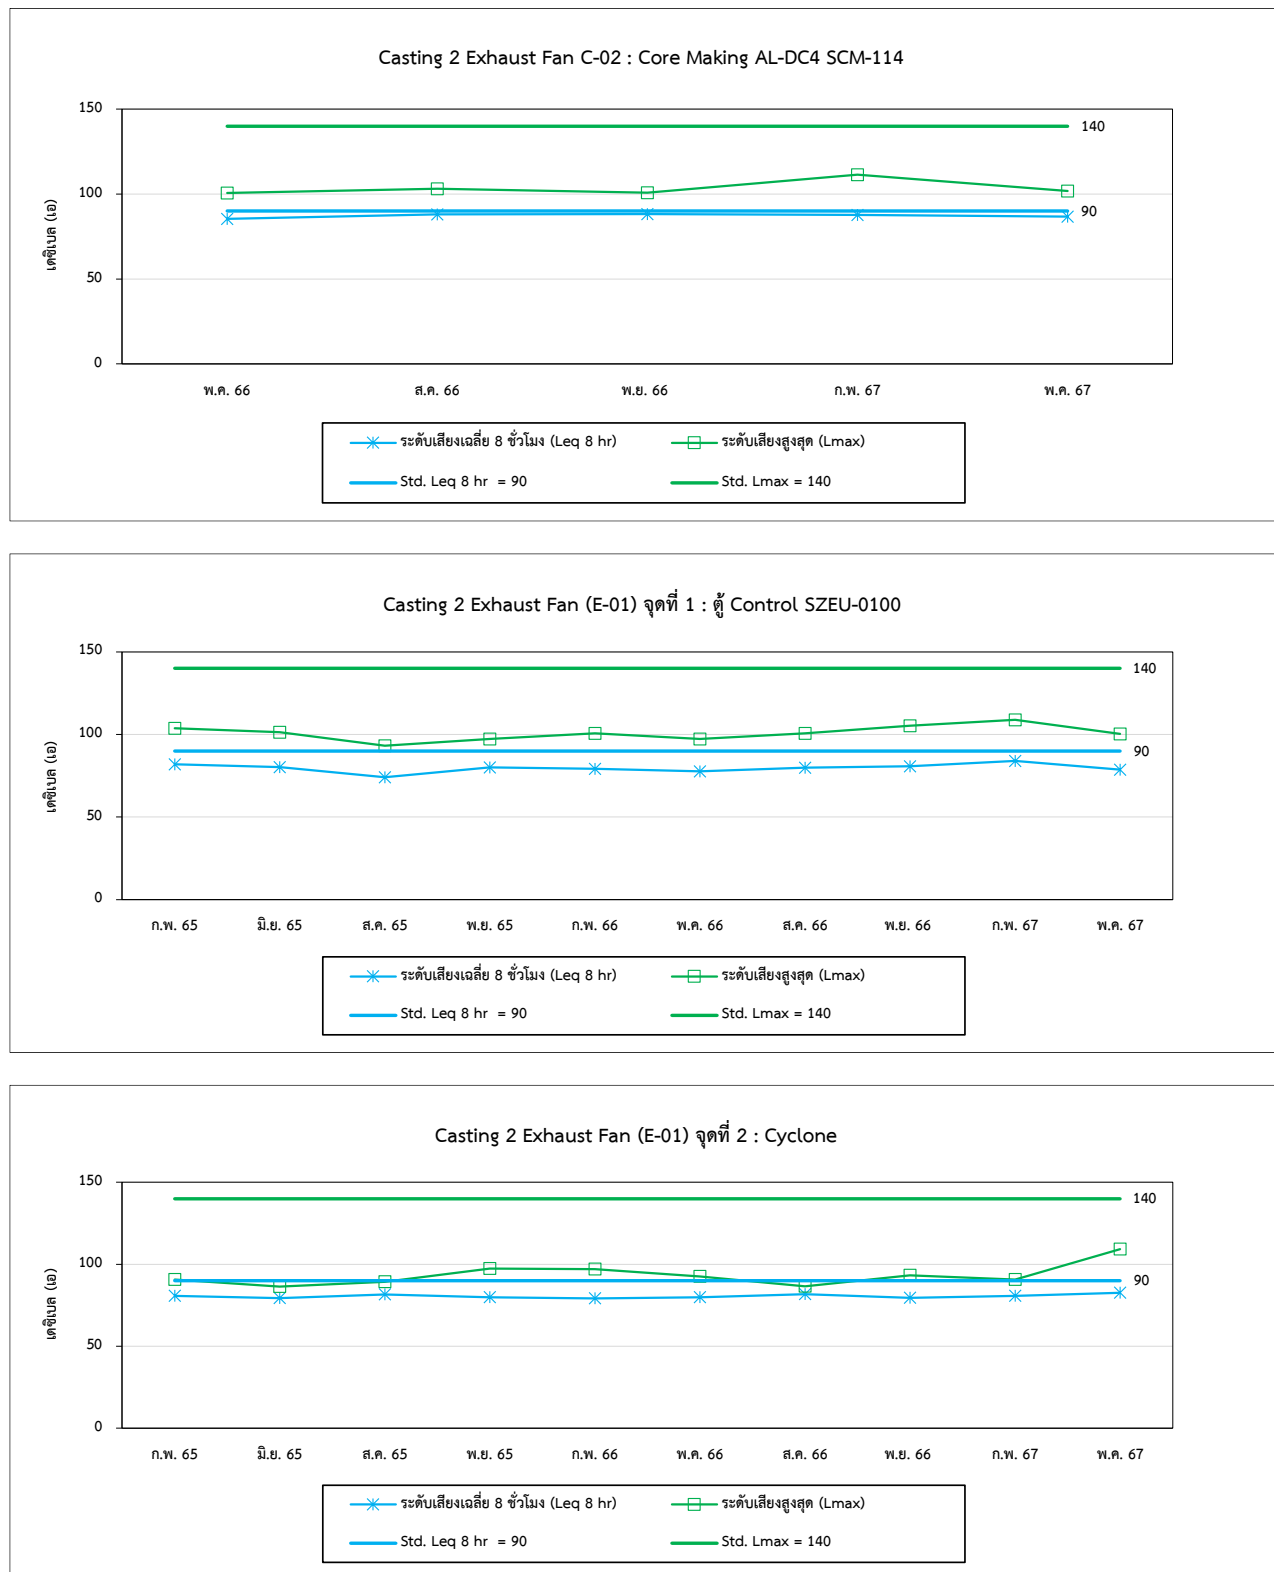 Casting 2 Exhaust Fan C-02 : Core Making AL-DC4 SCM-114
150
140
100
90
เดซิเบล (เอ)
50
0
พ.ค. 66 ส.ค. 66 พ.ย. 66 ก.พ. 67 พ.ค. 67
ระดับเสียงเฉลี่ย 8 ชั่วโมง (Leq 8 hr) ระดับเสียงสูงสุด (Lmax)
Std. Leq 8 hr = 90 Std. Lmax = 140
Casting 2 Exhaust Fan (E-01) จุดที่ 1 : ตู้ Control SZEU-0100
150
140
100
90
เดซิเบล (เอ)
50
0
ก.พ. 65 มิ.ย. 65 ส.ค. 65 พ.ย. 65 ก.พ. 66 พ.ค. 66 ส.ค. 66 พ.ย. 66 ก.พ. 67 พ.ค. 67
ระดับเสียงเฉลี่ย 8 ชั่วโมง (Leq 8 hr) ระดับเสียงสูงสุด (Lmax)
Std. Leq 8 hr = 90 Std. Lmax = 140
Casting 2 Exhaust Fan (E-01) จุดที่ 2 : Cyclone
150
140
100
90
เดซิเบล (เอ)
50
0
ก.พ. 65 มิ.ย. 65 ส.ค. 65 พ.ย. 65 ก.พ. 66 พ.ค. 66 ส.ค. 66 พ.ย. 66 ก.พ. 67 พ.ค. 67
ระดับเสียงเฉลี่ย 8 ชั่วโมง (Leq 8 hr) ระดับเสียงสูงสุด (Lmax)
Std. Leq 8 hr = 90 Std. Lmax = 140